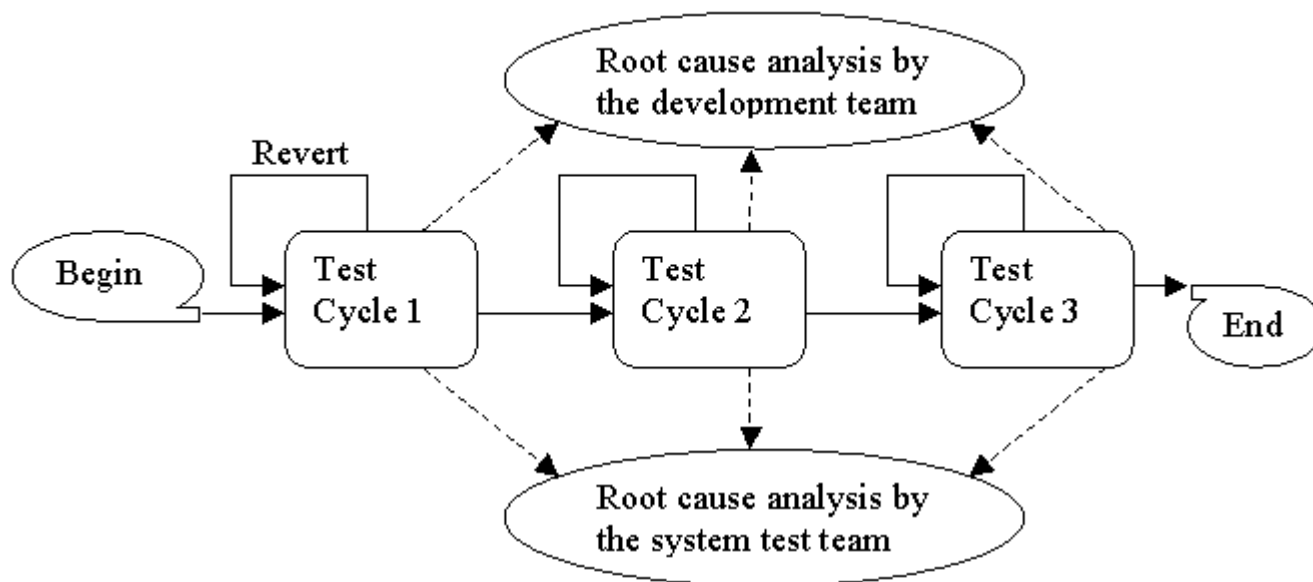 Root cause analysis by
the development team
Revert
Begin
Test
Cycle 1
Test
Cycle 2
Test
Cycle 3
End
Root cause analysis by
the system test team